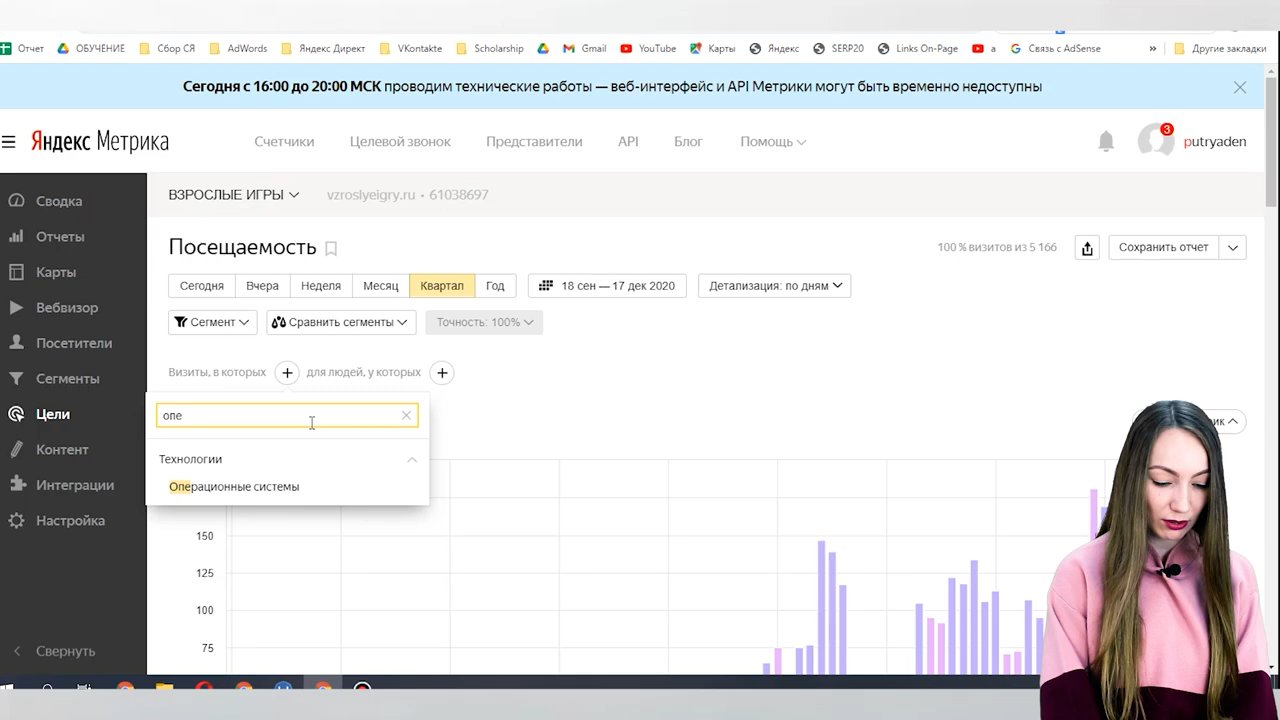 Отчет ОБУЧЕНИЕ Сбор СЯ AdWords Яндекс Директ VKontakte Scholarship Gmail YouTube Карты Яндекс SERP20 Links On-Page а Связь с AdSense » Другие закладки
Сегодня с 16:00 до 20:00 МСК проводим технические работы — веб-интерфейс и API Метрики могут быть временно недоступны
Яндекс Метрика Счетчики Целевой звонок Представители API Блог Помощь 3 putryaden
Сводка
Отчеты
Карты
Вебвизор
Посетители
Сегменты
Цели
Контент
Интеграции
Настройка
Свернуть
ВЗРОСЛЫЕ ИГРЫ vzroslyeigry.ru • 61038697
Посещаемость 100 % визитов из 5 166 Сохранить отчет
Сегодня Вчера Неделя Месяц Квартал Год 18 сен — 17 дек 2020 Детализация: по дням
Сегмент Сравнить сегменты Точность: 100%
Визиты, в которых + для людей, у которых +
опе
Технологии
Операционные системы
150
125
100
75